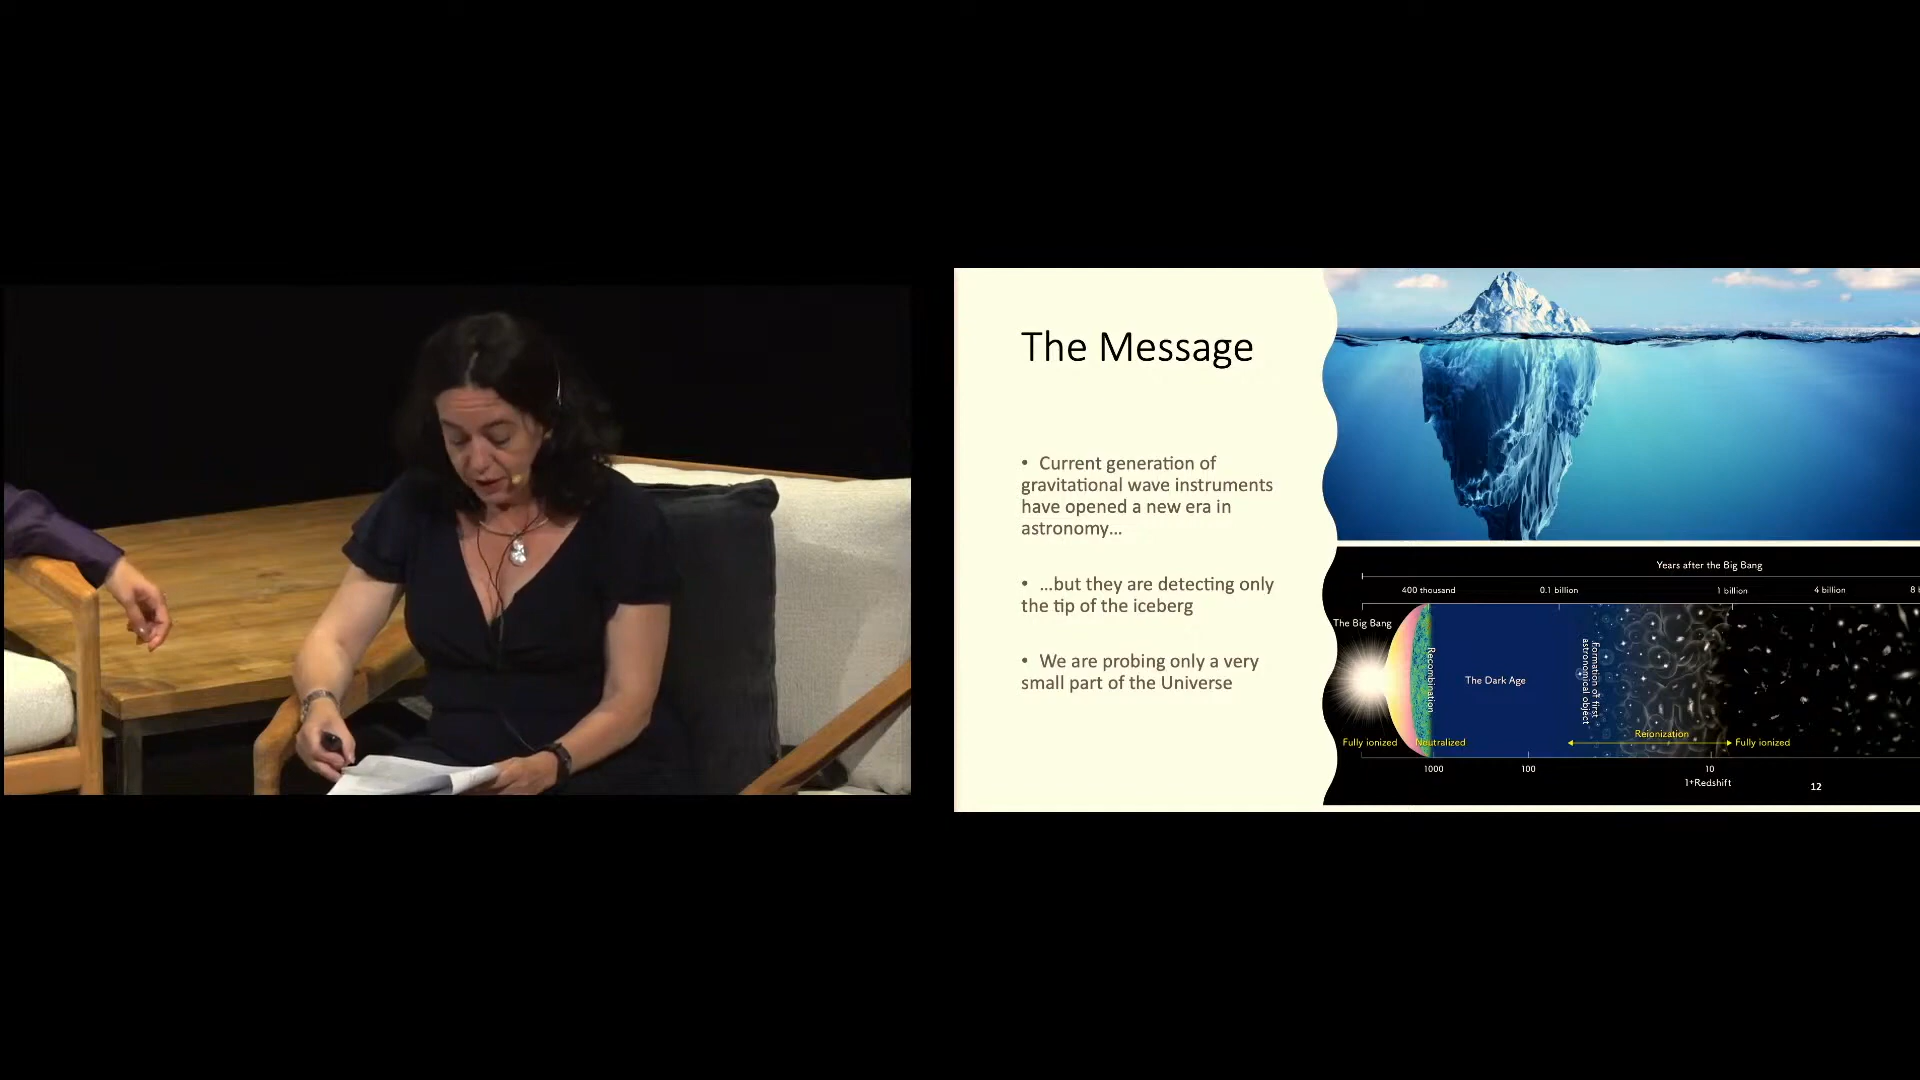 The Message
• Current generation of
gravitational wave instruments
have opened a new era in
astronomy...
• ...but they are detecting only
the tip of the iceberg
• We are probing only a very
small part of the Universe
Years after the Big Bang
400 thousand 0.1 billion 1 billion 4 billion 8 b
The Big Bang
Recombination
The Dark Age
Formation of first
astronomical object
Reionization
Fully ionized Neutralized Fully ionized
1000 100 10
1+Redshift
12